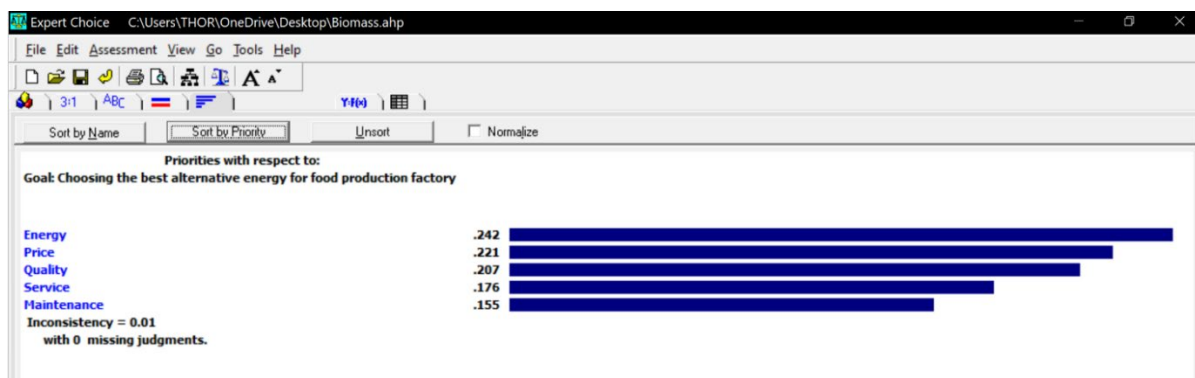 Expert Choice C:\Users\THOR\OneDrive\Desktop\Biomass.ahp
File Edit Assessment View Go Tools Help
3:1 ABC Y:f(x)
Sort by Name Sort by Priority Unsort Normalize
Priorities with respect to:
Goal: Choosing the best alternative energy for food production factory
Energy .242
Price .221
Quality .207
Service .176
Maintenance .155
Inconsistency = 0.01
with 0 missing judgments.